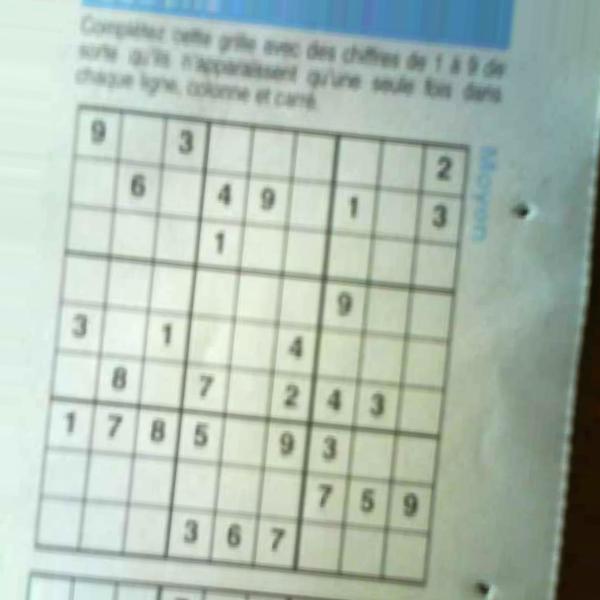 Complétez cette grille avec des chiffres de 1 à 9 de
sorte qu'ils n'apparaissent qu'une seule fois dans
chaque ligne, colonne et carré.
Moyen
9 3 2
6 4 9 1 3
1
9
3 1 4
8 7 2 4 3
1 7 8 5 9 3
7 5 9
3 6 7